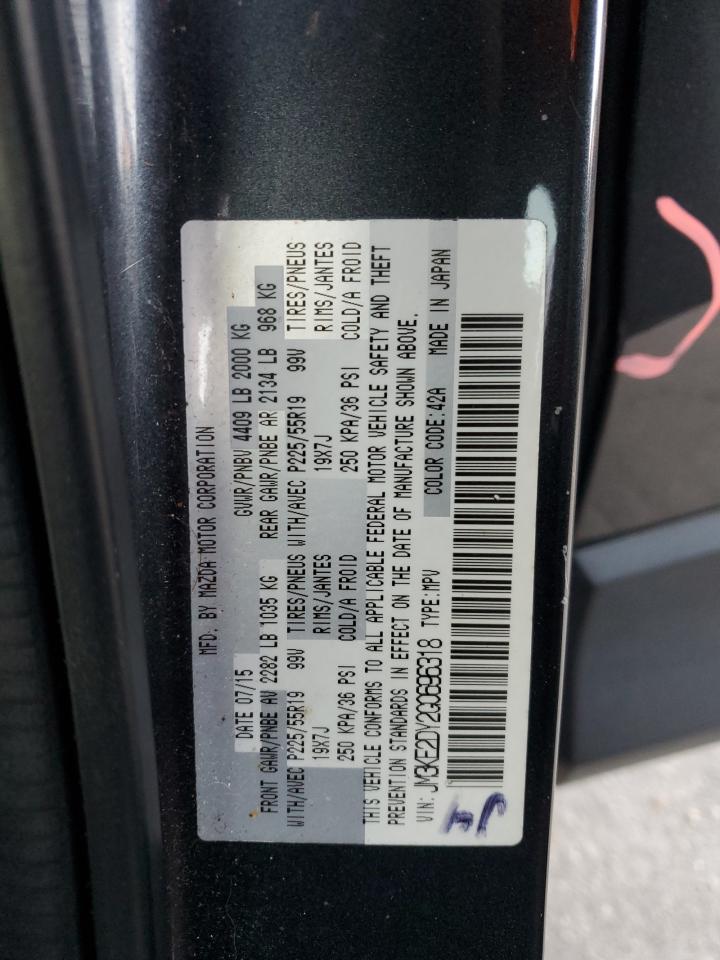 MFD. BY MAZDA MOTOR CORPORATION
DATE 07/15 GVWR/PNBV 4409 LB 2000 KG
FRONT GAWR/PNBE AV 2282 LB 1035 KG REAR GAWR/PNBE AR 2134 LB 968 KG
WITH/AVEC P225/55R19 99V TIRES/PNEUS WITH/AVEC P225/55R19 99V TIRES/PNEUS
19X7J RIMS/JANTES 19X7J RIMS/JANTES
250 KPA/36 PSI COLD/A FROID 250 KPA/36 PSI COLD/A FROID
THIS VEHICLE CONFORMS TO ALL APPLICABLE FEDERAL MOTOR VEHICLE SAFETY AND THEFT
PREVENTION STANDARDS IN EFFECT ON THE DATE OF MANUFACTURE SHOWN ABOVE.
VIN: JM3KE2DY2G0696318 TYPE:MPV COLOR CODE:42A MADE IN JAPAN